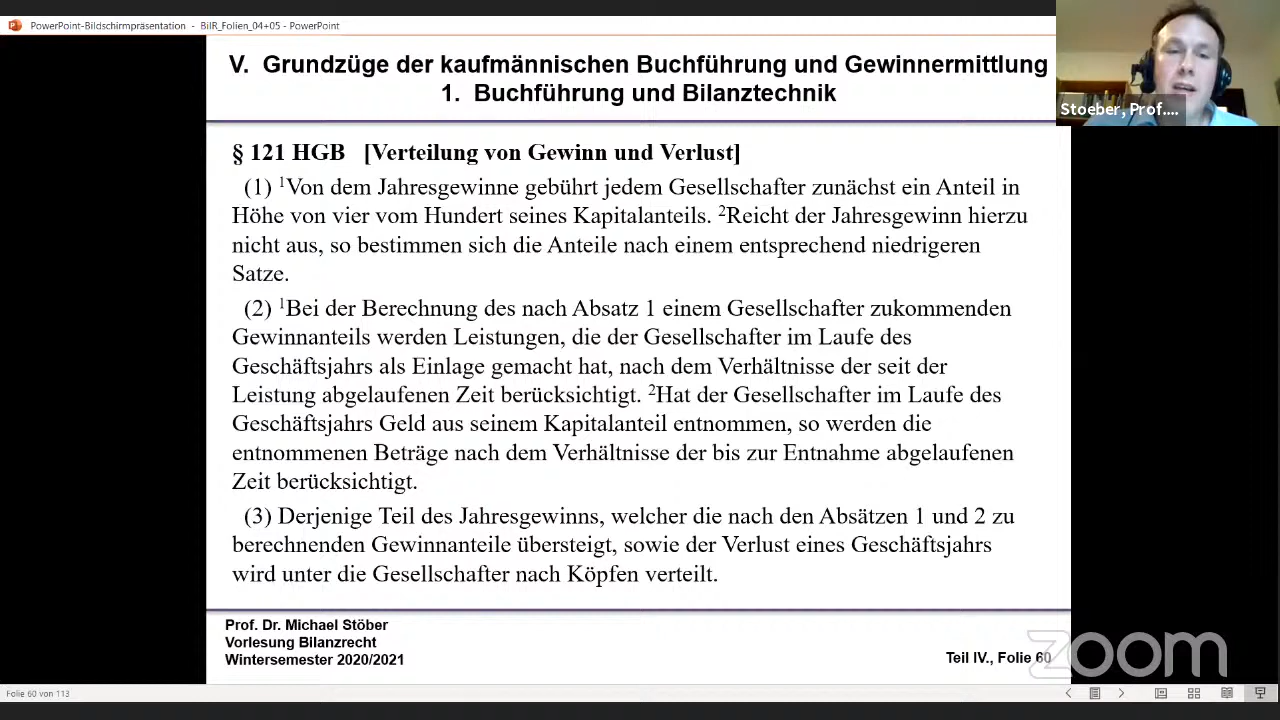 PowerPoint-Bildschirmpräsentation - BilR_Folien_04+05 - PowerPoint
V. Grundzüge der kaufmännischen Buchführung und Gewinnermittlung
1. Buchführung und Bilanztechnik
Stoeber, Prof....
§ 121 HGB [Verteilung von Gewinn und Verlust]
(1) ¹Von dem Jahresgewinne gebührt jedem Gesellschafter zunächst ein Anteil in
Höhe von vier vom Hundert seines Kapitalanteils. ²Reicht der Jahresgewinn hierzu
nicht aus, so bestimmen sich die Anteile nach einem entsprechend niedrigeren
Satze.
(2) ¹Bei der Berechnung des nach Absatz 1 einem Gesellschafter zukommenden
Gewinnanteils werden Leistungen, die der Gesellschafter im Laufe des
Geschäftsjahrs als Einlage gemacht hat, nach dem Verhältnisse der seit der
Leistung abgelaufenen Zeit berücksichtigt. ²Hat der Gesellschafter im Laufe des
Geschäftsjahrs Geld aus seinem Kapitalanteil entnommen, so werden die
entnommenen Beträge nach dem Verhältnisse der bis zur Entnahme abgelaufenen
Zeit berücksichtigt.
(3) Derjenige Teil des Jahresgewinns, welcher die nach den Absätzen 1 und 2 zu
berechnenden Gewinnanteile übersteigt, sowie der Verlust eines Geschäftsjahrs
wird unter die Gesellschafter nach Köpfen verteilt.
Prof. Dr. Michael Stöber
Vorlesung Bilanzrecht
Wintersemester 2020/2021
Teil IV., Folie 60
zoom
Folie 60 von 113